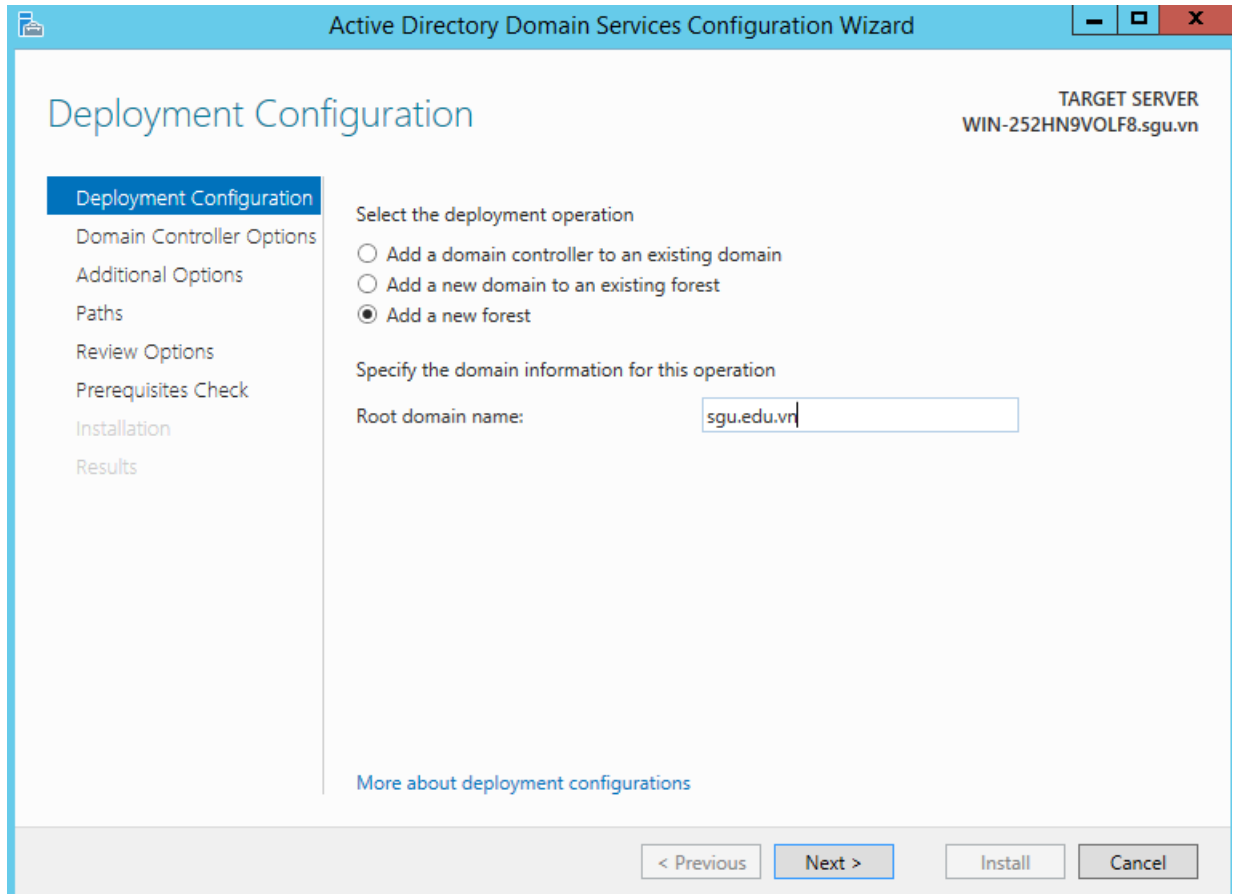 Active Directory Domain Services Configuration Wizard
Deployment Configuration
TARGET SERVER
WIN-252HN9VOLF8.sgu.vn
Deployment Configuration
Domain Controller Options
Additional Options
Paths
Review Options
Prerequisites Check
Installation
Results
Select the deployment operation
Add a domain controller to an existing domain
Add a new domain to an existing forest
Add a new forest
Specify the domain information for this operation
Root domain name: sgu.edu.vn
More about deployment configurations
< Previous Next > Install Cancel